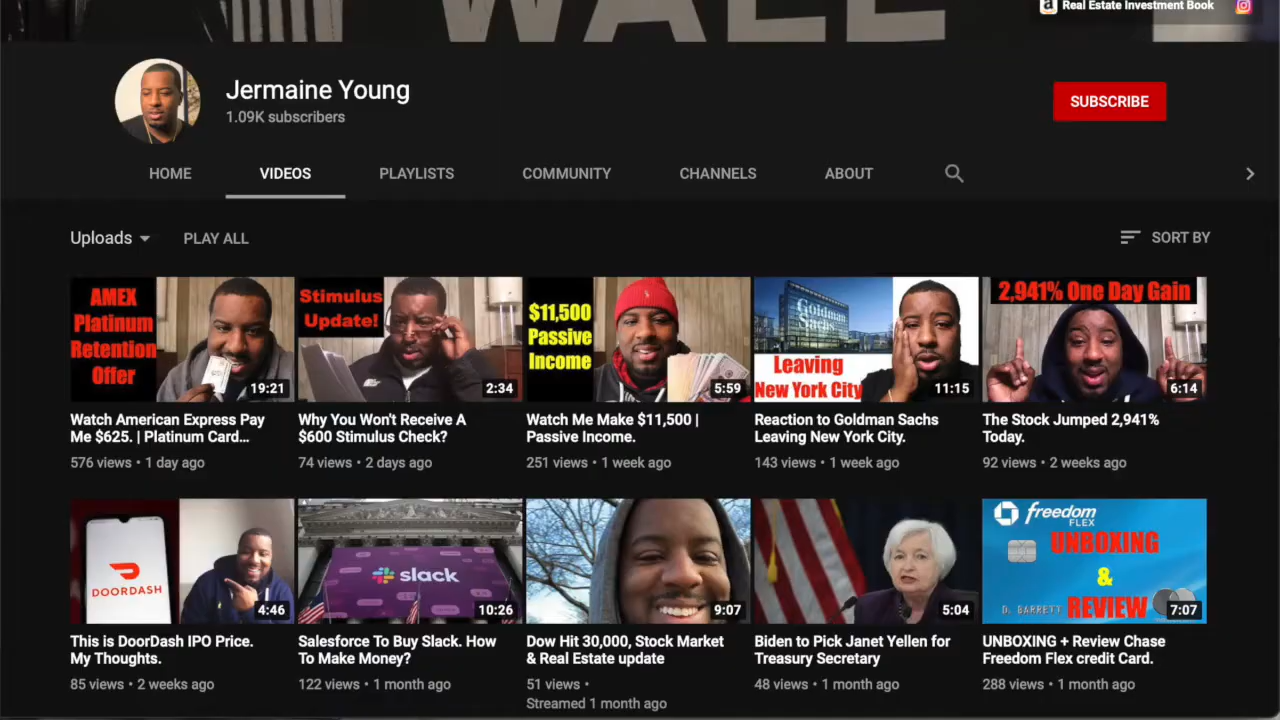 WALL
Real Estate Investment Book
Jermaine Young
1.09K subscribers
SUBSCRIBE
HOME
VIDEOS
PLAYLISTS
COMMUNITY
CHANNELS
ABOUT
Uploads
PLAY ALL
SORT BY
AMEX
Platinum
Retention
Offer
19:21
Stimulus
Update!
2:34
$11,500
Passive
Income
5:59
Goldman
Sachs
Leaving
New York City
11:15
2,941% One Day Gain
6:14
Watch American Express Pay
Me $625. | Platinum Card...
576 views • 1 day ago
Why You Won't Receive A
$600 Stimulus Check?
74 views • 2 days ago
Watch Me Make $11,500 |
Passive Income.
251 views • 1 week ago
Reaction to Goldman Sachs
Leaving New York City.
143 views • 1 week ago
The Stock Jumped 2,941%
Today.
92 views • 2 weeks ago
DOORDASH
4:46
slack
10:26
9:07
5:04
freedom
FLEX
UNBOXING
&
REVIEW
D. BARRETT
7:07
This is DoorDash IPO Price.
My Thoughts.
85 views • 2 weeks ago
Salesforce To Buy Slack. How
To Make Money?
122 views • 1 month ago
Dow Hit 30,000, Stock Market
& Real Estate update
51 views •
Streamed 1 month ago
Biden to Pick Janet Yellen for
Treasury Secretary
48 views • 1 month ago
UNBOXING + Review Chase
Freedom Flex credit Card.
288 views • 1 month ago